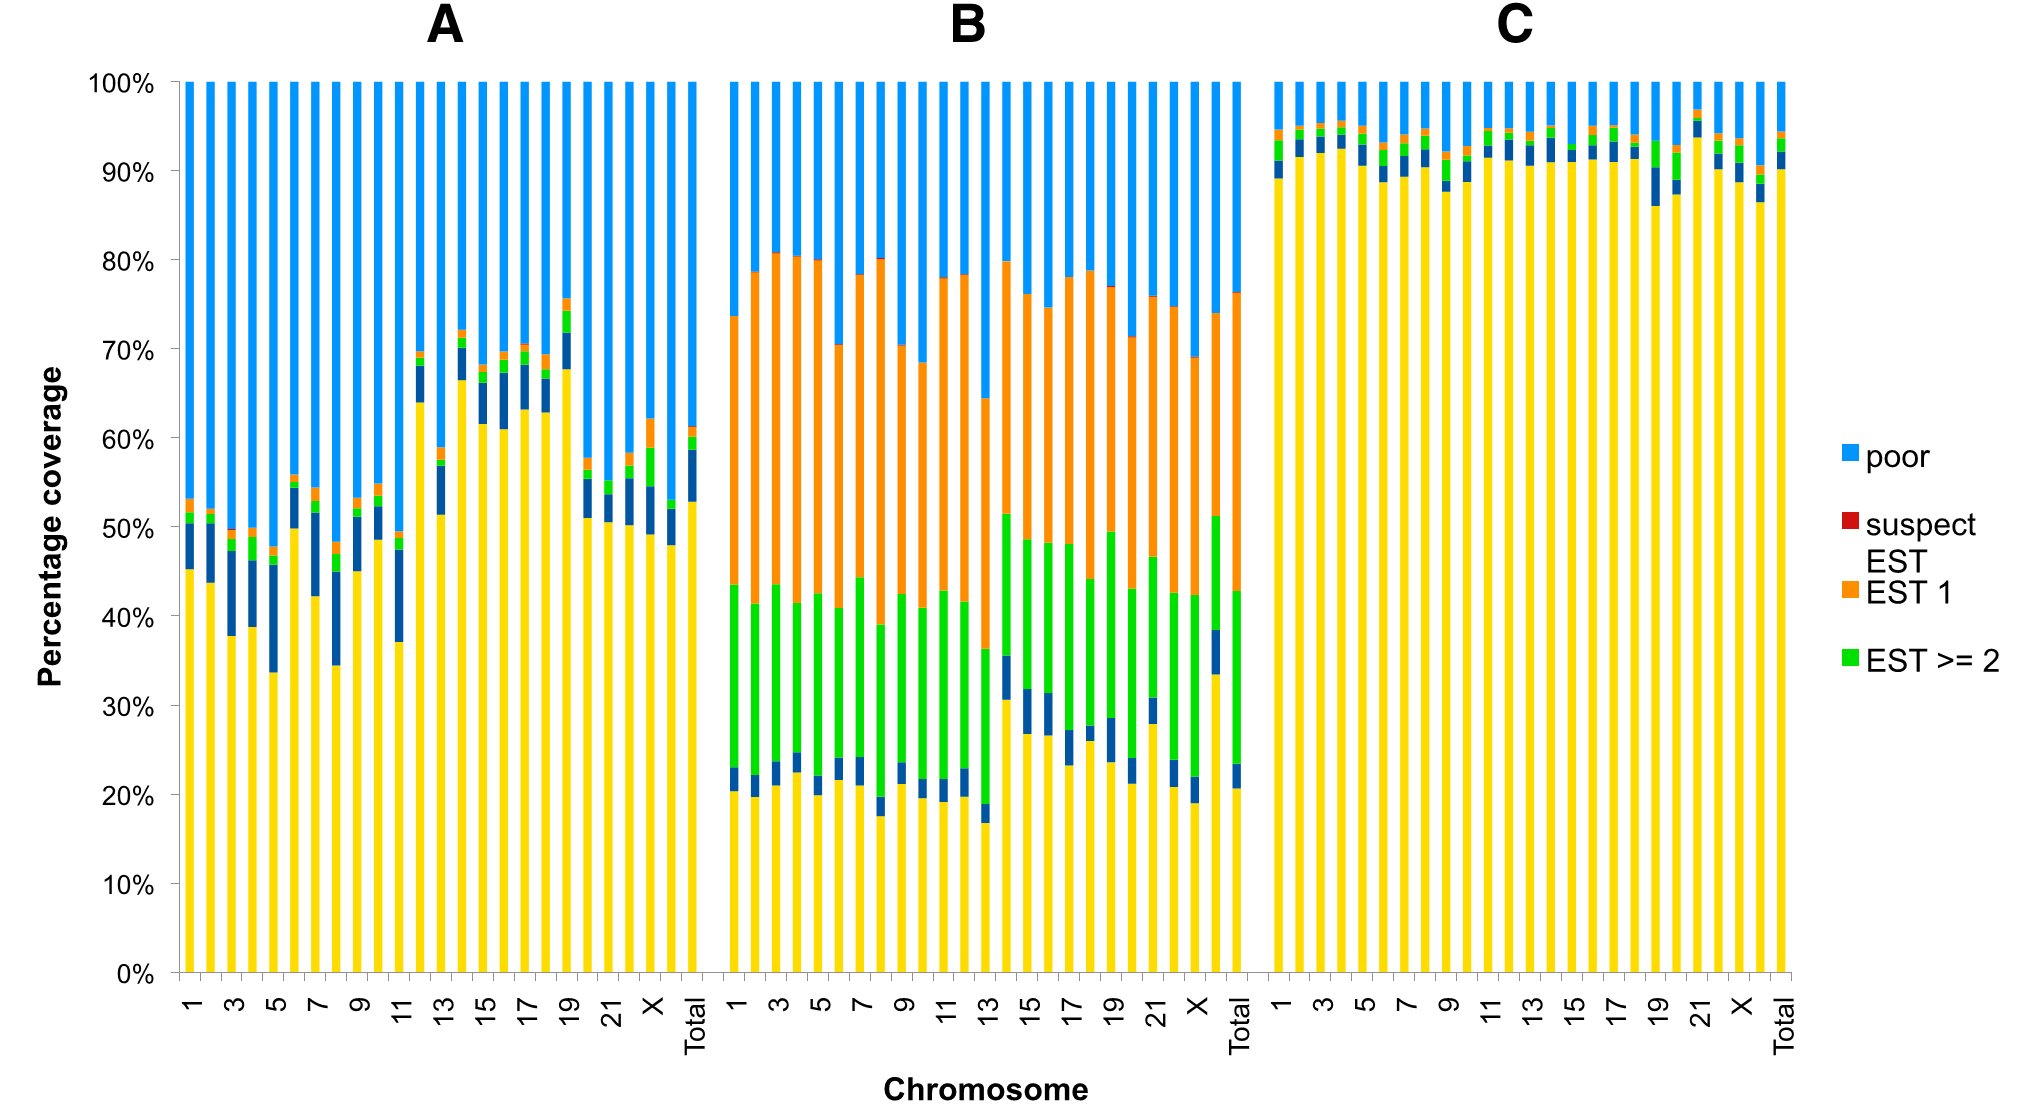 A B C
100%
90%
80%
70%
60%
50%
40%
30%
20%
10%
0%
Percentage coverage
1 3 5 7 9 11 13 15 17 19 21 X Total 1 3 5 7 9 11 13 15 17 19 21 X Total 1 3 5 7 9 11 13 15 17 19 21 X Total
Chromosome
poor
suspect
EST
EST 1
EST >= 2